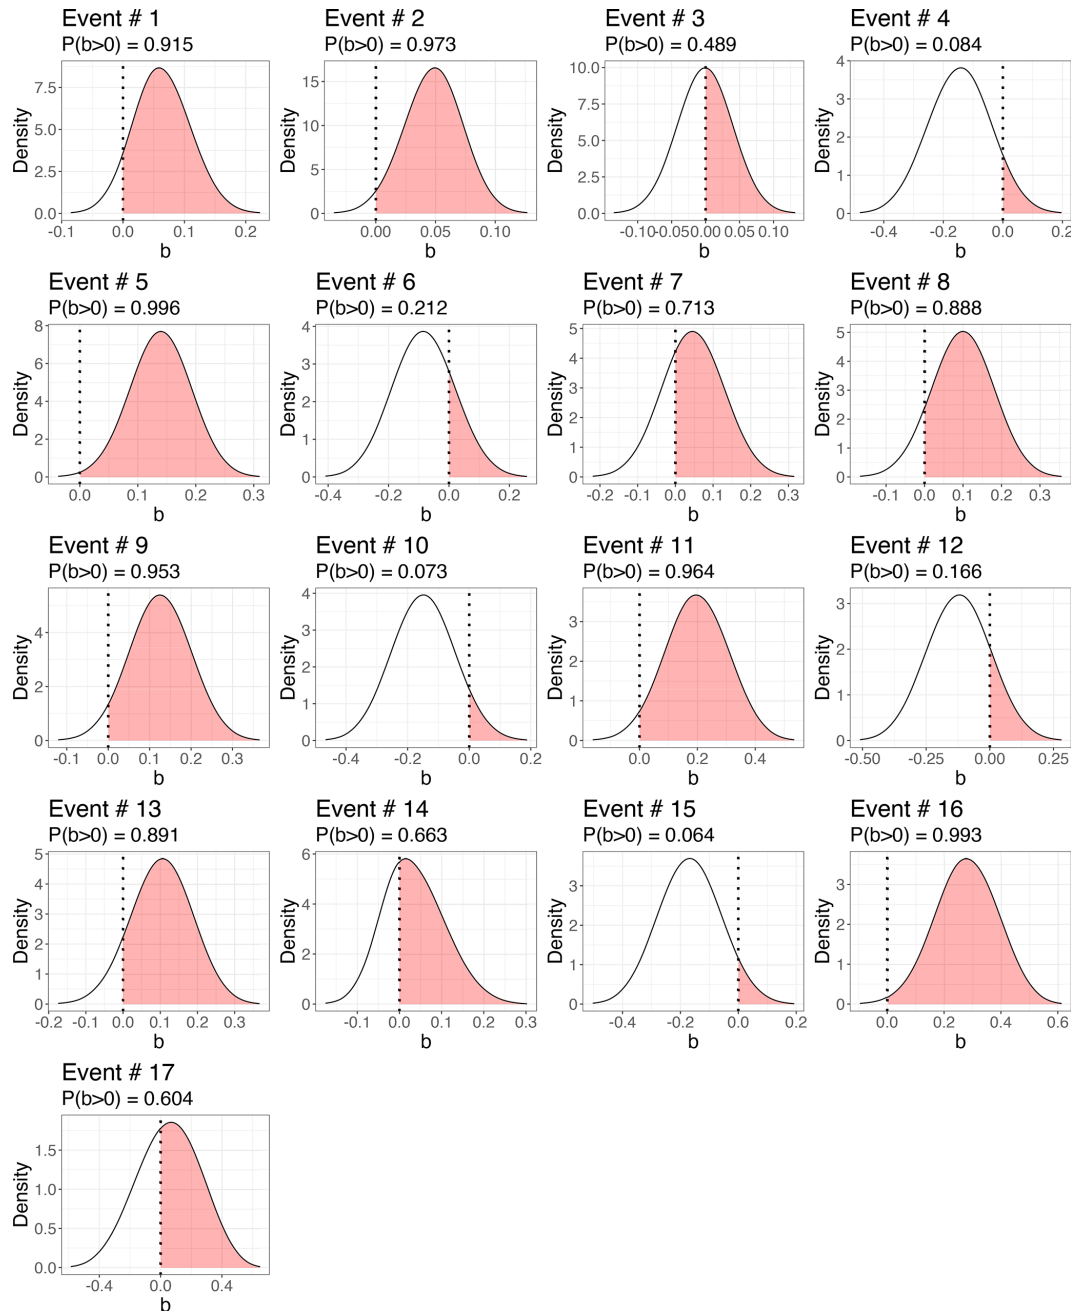 Event # 1
P(b>0) = 0.915
Density
7.5
5.0
2.5
0.0
-0.1 0.0 0.1 0.2
b
Event # 2
P(b>0) = 0.973
Density
15
10
5
0
0.00 0.05 0.10
b
Event # 3
P(b>0) = 0.489
Density
10.0
7.5
5.0
2.5
0.0
-0.10 -0.05 0.00 0.05 0.10
b
Event # 4
P(b>0) = 0.084
Density
4
3
2
1
0
-0.4 -0.2 0.0 0.2
b
Event # 5
P(b>0) = 0.996
Density
8
6
4
2
0
0.0 0.1 0.2 0.3
b
Event # 6
P(b>0) = 0.212
Density
4
3
2
1
0
-0.4 -0.2 0.0 0.2
b
Event # 7
P(b>0) = 0.713
Density
5
4
3
2
1
0
-0.2 -0.1 0.0 0.1 0.2 0.3
b
Event # 8
P(b>0) = 0.888
Density
5
4
3
2
1
0
-0.1 0.0 0.1 0.2 0.3
b
Event # 9
P(b>0) = 0.953
Density
4
2
0
-0.1 0.0 0.1 0.2 0.3
b
Event # 10
P(b>0) = 0.073
Density
4
3
2
1
0
-0.4 -0.2 0.0 0.2
b
Event # 11
P(b>0) = 0.964
Density
3
2
1
0
0.0 0.2 0.4
b
Event # 12
P(b>0) = 0.166
Density
3
2
1
0
-0.50 -0.25 0.00 0.25
b
Event # 13
P(b>0) = 0.891
Density
5
4
3
2
1
0
-0.2 -0.1 0.0 0.1 0.2 0.3
b
Event # 14
P(b>0) = 0.663
Density
6
4
2
0
-0.1 0.0 0.1 0.2 0.3
b
Event # 15
P(b>0) = 0.064
Density
3
2
1
0
-0.4 -0.2 0.0 0.2
b
Event # 16
P(b>0) = 0.993
Density
3
2
1
0
0.0 0.2 0.4 0.6
b
Event # 17
P(b>0) = 0.604
Density
1.5
1.0
0.5
0.0
-0.4 0.0 0.4
b